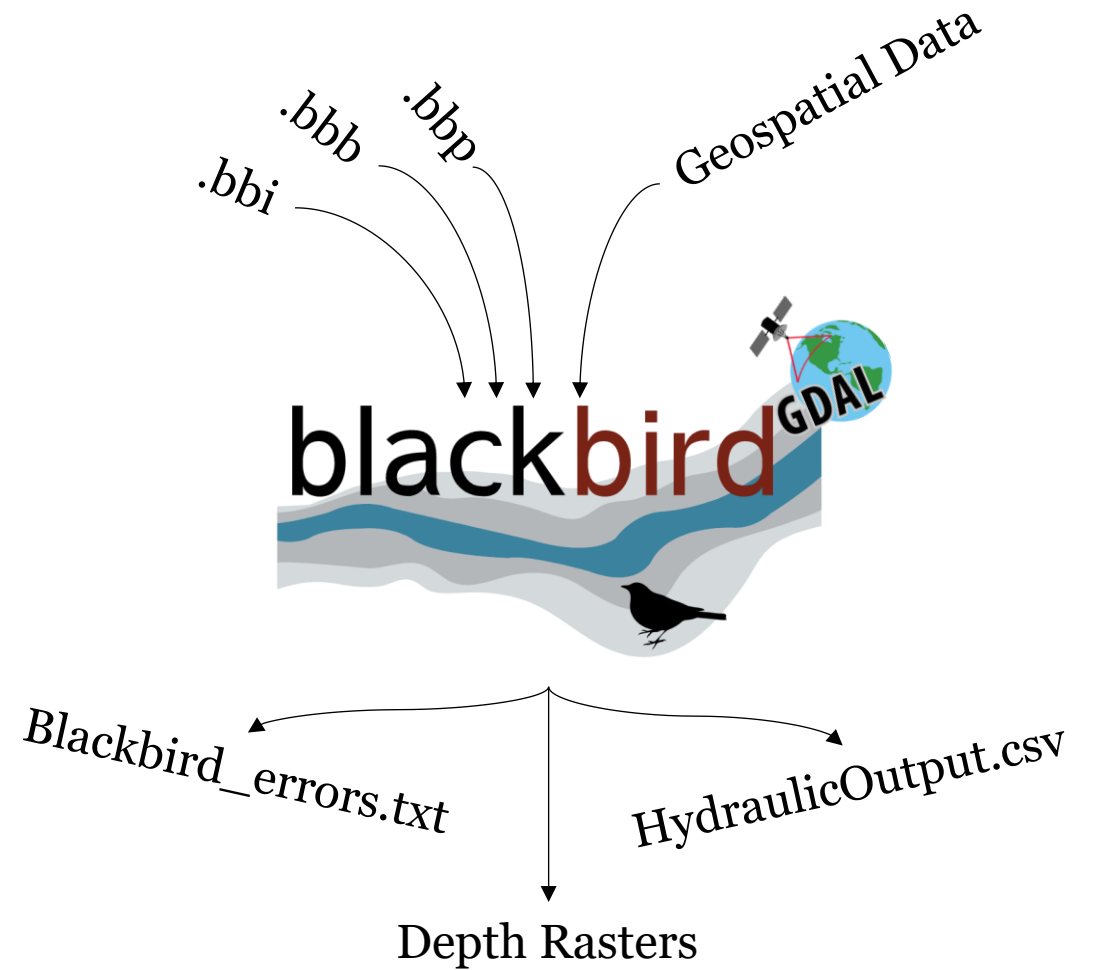 .bbi
.bbb
.bbp
Geospatial Data
blackbird
GDAL
Blackbird_errors.txt
HydraulicOutput.csv
Depth Rasters